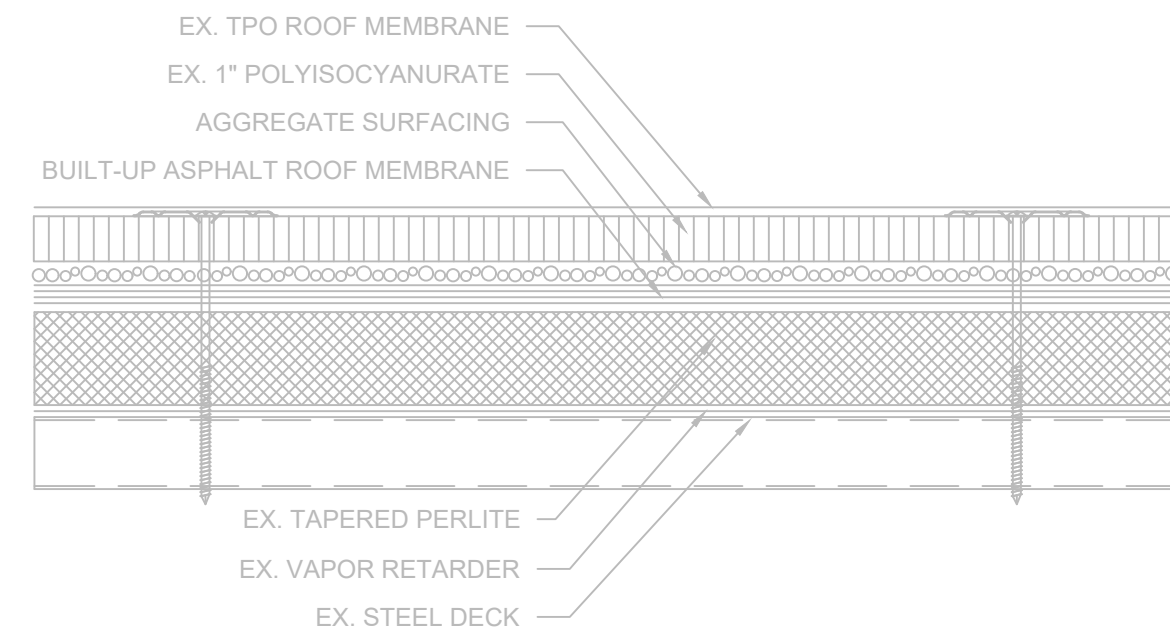 EX. TPO ROOF MEMBRANE
EX. 1" POLYISOCYANURATE
AGGREGATE SURFACING
BUILT-UP ASPHALT ROOF MEMBRANE
EX. TAPERED PERLITE
EX. VAPOR RETARDER
EX. STEEL DECK